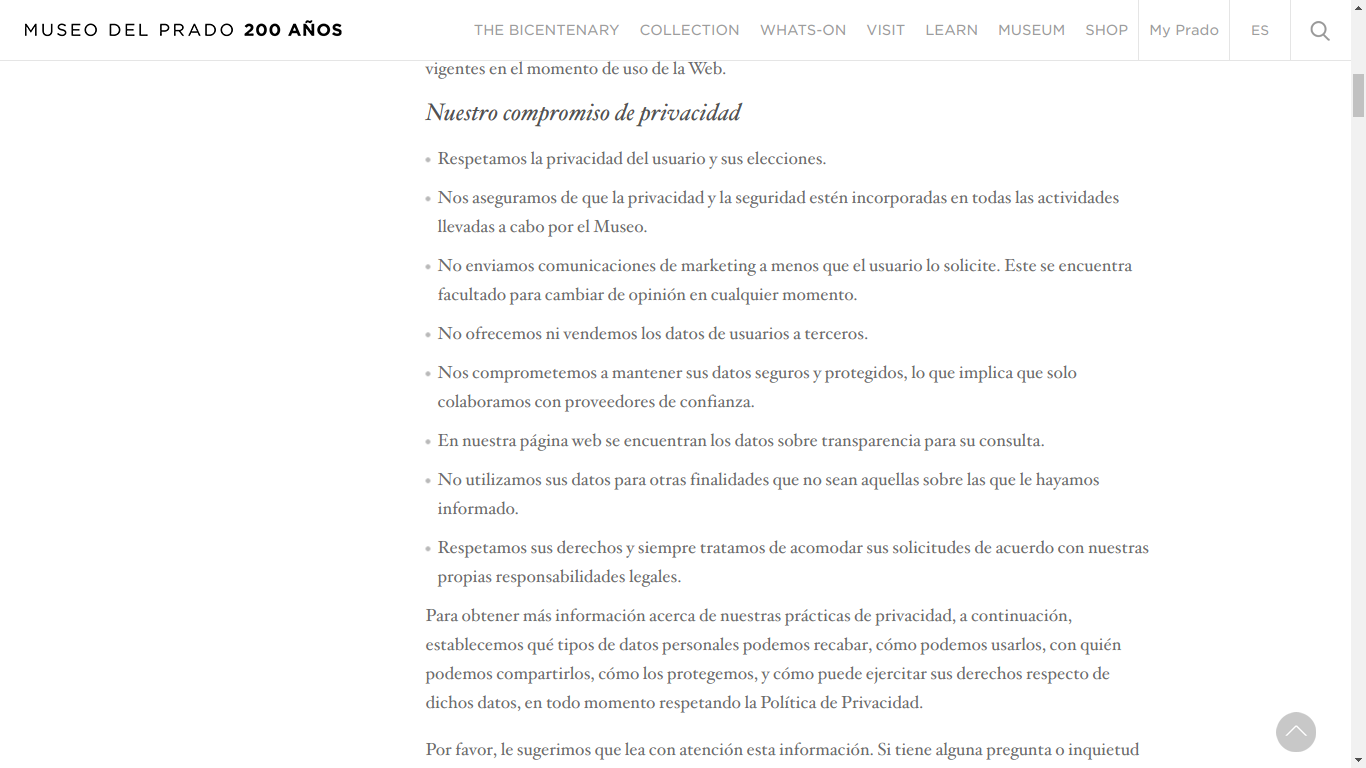 MUSEO DEL PRADO 200 AÑOS
THE BICENTENARY COLLECTION WHATS-ON VISIT LEARN MUSEUM SHOP My Prado ES
vigentes en el momento de uso de la Web.
Nuestro compromiso de privacidad
Respetamos la privacidad del usuario y sus elecciones.
Nos aseguramos de que la privacidad y la seguridad estén incorporadas en todas las actividades
llevadas a cabo por el Museo.
No enviamos comunicaciones de marketing a menos que el usuario lo solicite. Este se encuentra
facultado para cambiar de opinión en cualquier momento.
No ofrecemos ni vendemos los datos de usuarios a terceros.
Nos comprometemos a mantener sus datos seguros y protegidos, lo que implica que solo
colaboramos con proveedores de confianza.
En nuestra página web se encuentran los datos sobre transparencia para su consulta.
No utilizamos sus datos para otras finalidades que no sean aquellas sobre las que le hayamos
informado.
Respetamos sus derechos y siempre tratamos de acomodar sus solicitudes de acuerdo con nuestras
propias responsabilidades legales.
Para obtener más información acerca de nuestras prácticas de privacidad, a continuación,
establecemos qué tipos de datos personales podemos recabar, cómo podemos usarlos, con quién
podemos compartirlos, cómo los protegemos, y cómo puede ejercitar sus derechos respecto de
dichos datos, en todo momento respetando la Política de Privacidad.
Por favor, le sugerimos que lea con atención esta información. Si tiene alguna pregunta o inquietud